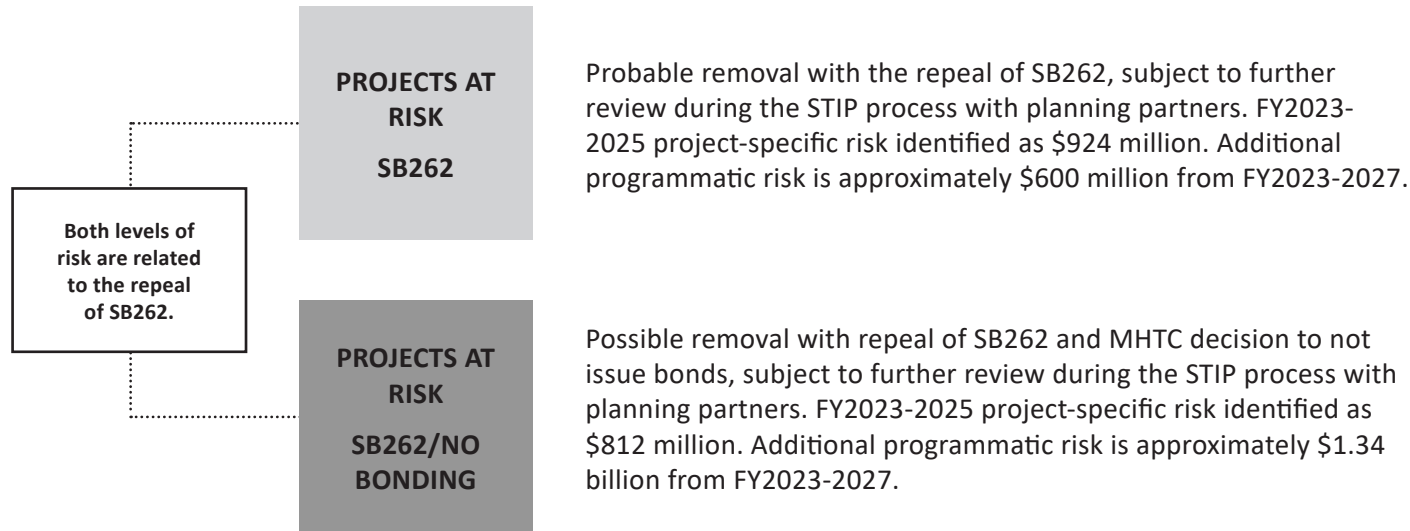 PROJECTS AT
RISK
SB262
Probable removal with the repeal of SB262, subject to further
review during the STIP process with planning partners. FY2023-
2025 project-specific risk identified as $924 million. Additional
programmatic risk is approximately $600 million from FY2023-2027.
Both levels of
risk are related
to the repeal
of SB262.
PROJECTS AT
RISK
SB262/NO
BONDING
Possible removal with repeal of SB262 and MHTC decision to not
issue bonds, subject to further review during the STIP process with
planning partners. FY2023-2025 project-specific risk identified as
$812 million. Additional programmatic risk is approximately $1.34
billion from FY2023-2027.